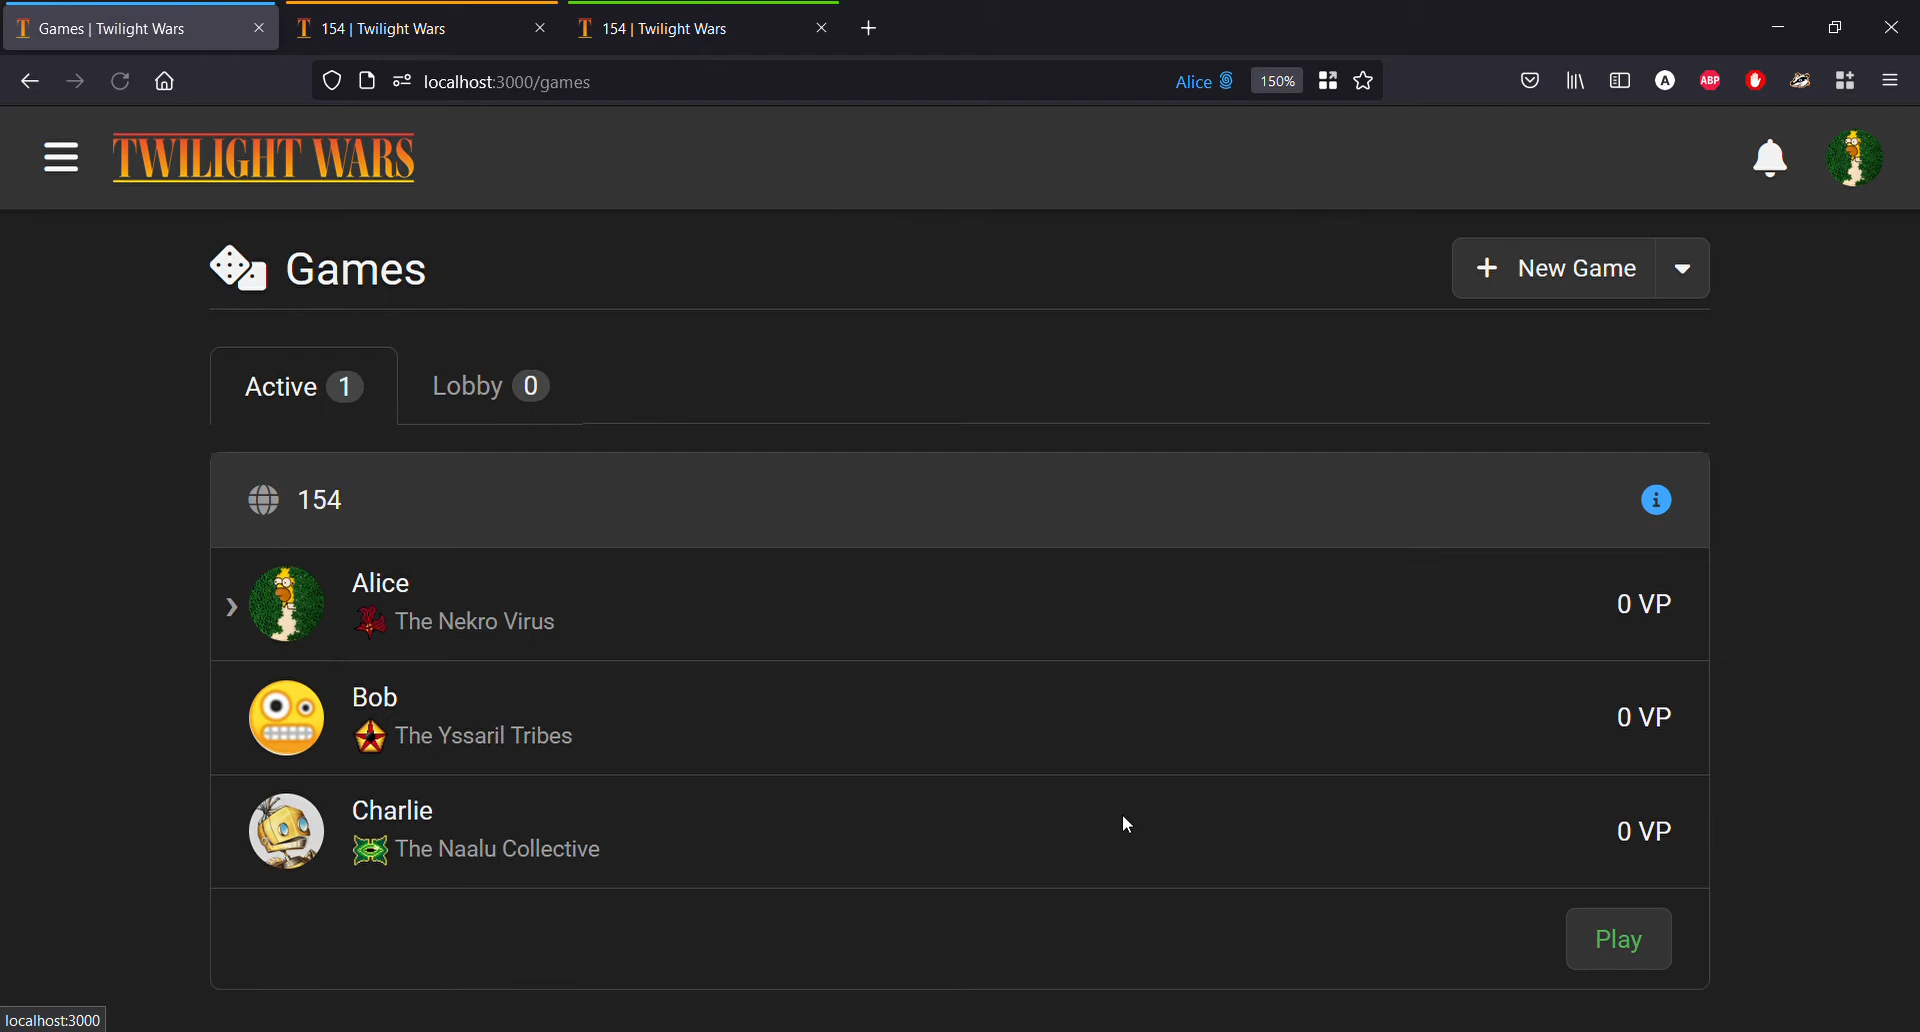 Games | Twilight Wars
154 | Twilight Wars
154 | Twilight Wars
localhost:3000/games
Alice
150%
A
ABP
TWILIGHT WARS
Games
New Game
Active 1
Lobby 0
154
Alice
The Nekro Virus
0 VP
Bob
The Yssaril Tribes
0 VP
Charlie
The Naalu Collective
0 VP
Play
localhost:3000